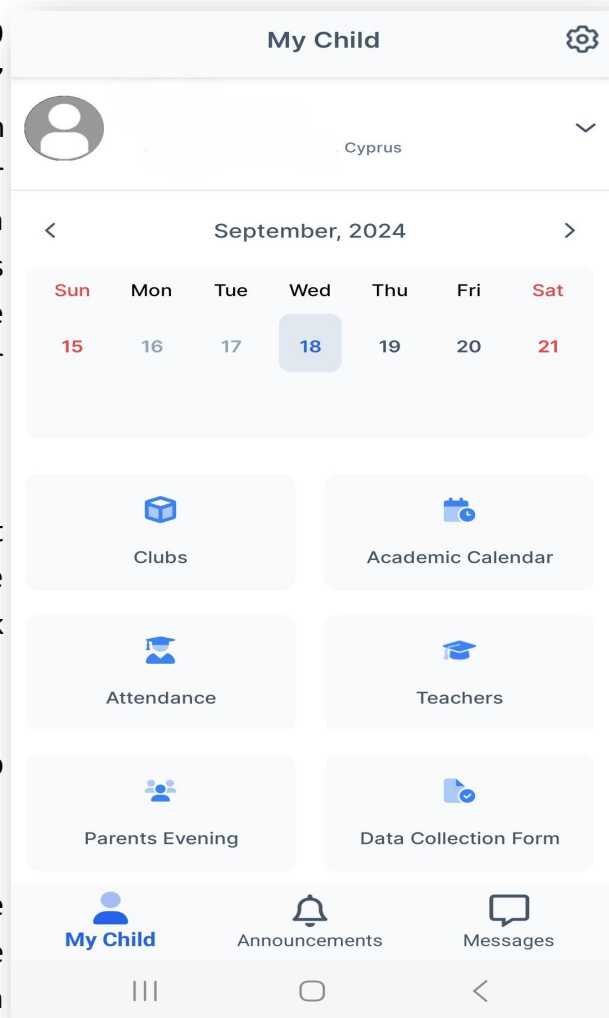 My Child
Cyprus
September, 2024
Sun Mon Tue Wed Thu Fri Sat
15 16 17 18 19 20 21
Clubs Academic Calendar
Attendance Teachers
Parents Evening Data Collection Form
My Child Announcements Messages